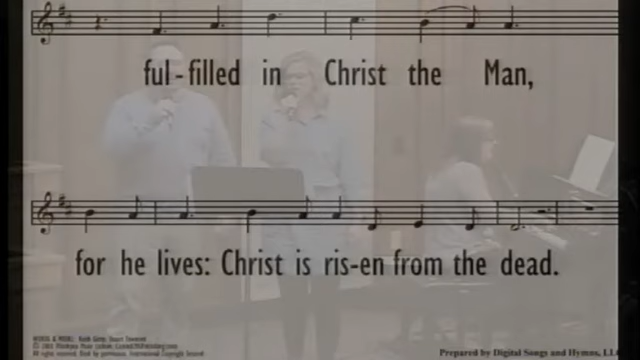 ful-filled in Christ the Man,
for he lives: Christ is ris-en from the dead.
Prepared by Digital Songs and Hymns, LLC